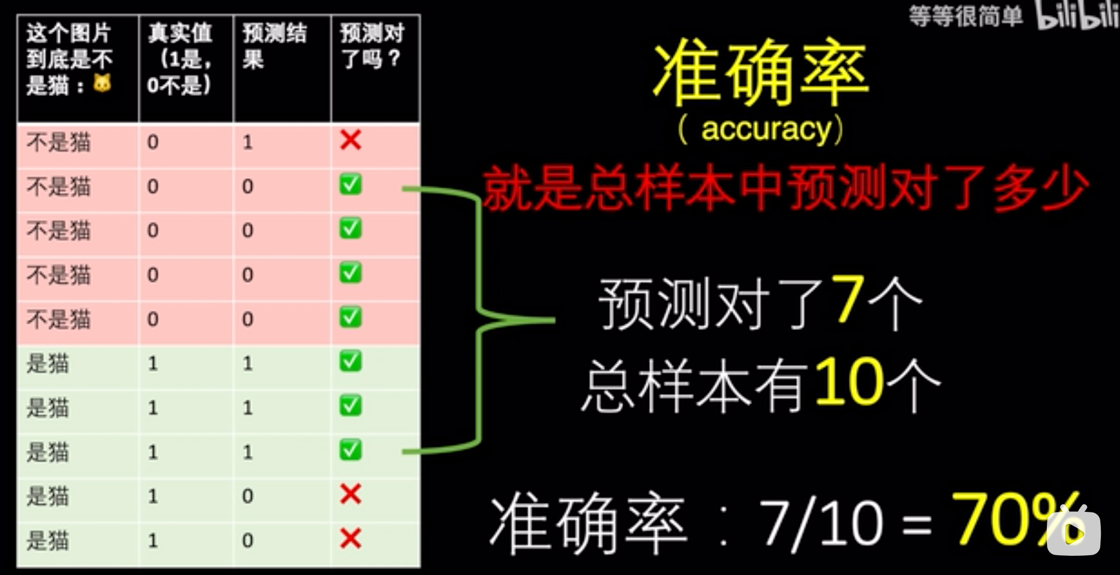 等等很简单 bilibili
这个图片到底是不是猫：🐱 真实值（1是，0不是） 预测结果 预测对了吗？
不是猫 0 1 ❌
不是猫 0 0 ✅
不是猫 0 0 ✅
不是猫 0 0 ✅
不是猫 0 0 ✅
是猫 1 1 ✅
是猫 1 1 ✅
是猫 1 1 ✅
是猫 1 0 ❌
是猫 1 0 ❌
准确率
（ accuracy）
就是总样本中预测对了多少
预测对了7个
总样本有10个
准确率：7/10 = 70%